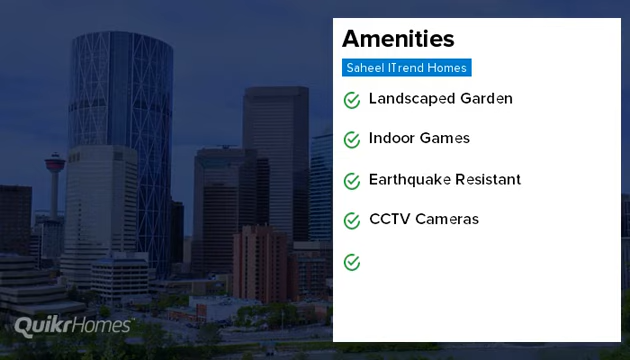 Amenities
Saheel ITrend Homes
Landscaped Garden
Indoor Games
Earthquake Resistant
CCTV Cameras
QuikrHomes